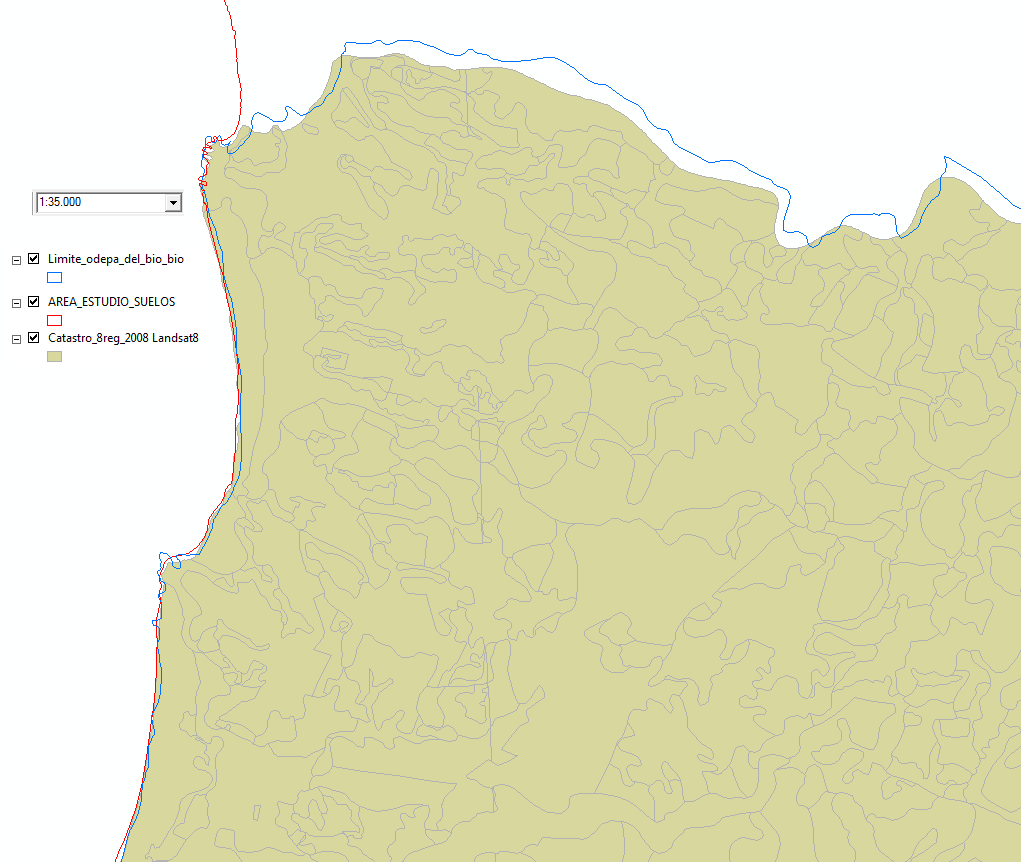 1:35.000
Limite_odepa_del_bio_bio
AREA_ESTUDIO_SUELOS
Catastro_8reg_2008 Landsat8